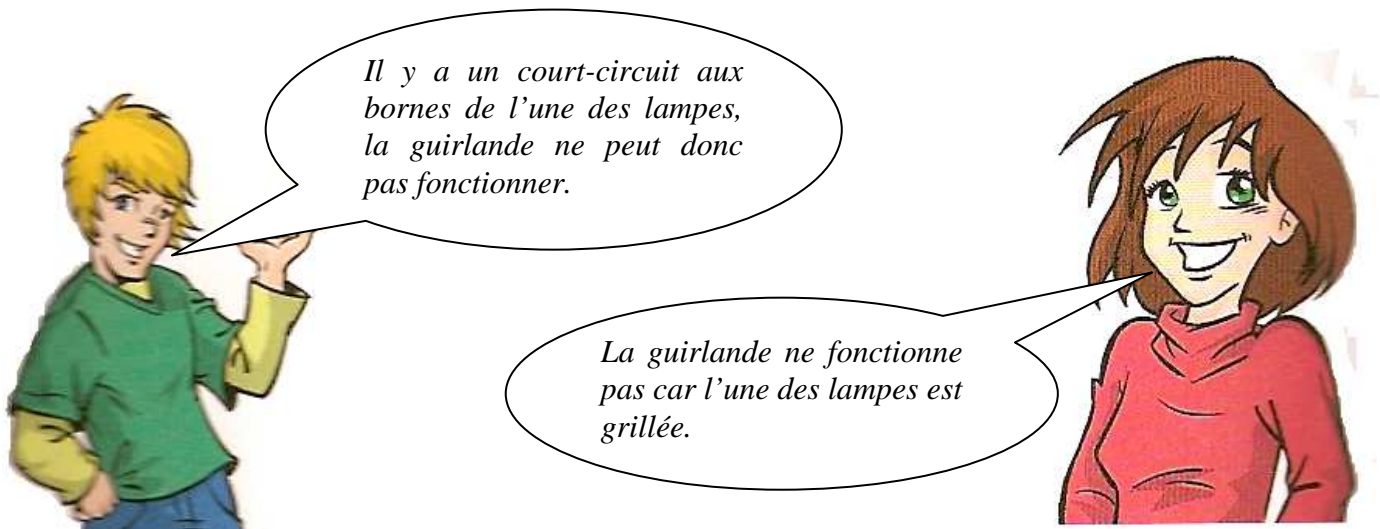 Il y a un court-circuit aux
bornes de l'une des lampes,
la guirlande ne peut donc
pas fonctionner.
La guirlande ne fonctionne
pas car l'une des lampes est
grillée.